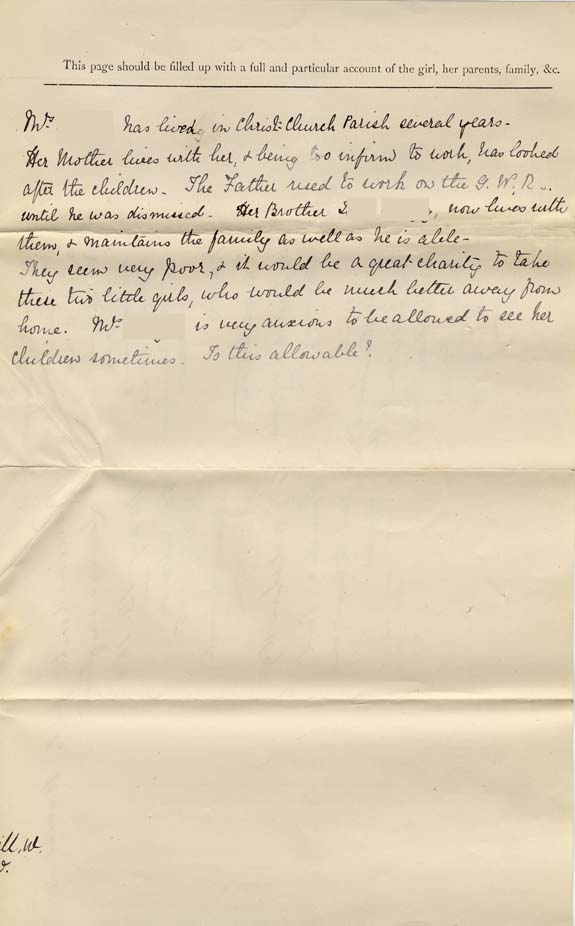 This page should be filled up with a full and particular account of the girl, her parents, family, &c.
Mrs has lived in Christ Church Parish several years-
Her Mother lives with her, & being too infirm to work, has looked
after the children. The Father used to work on the G. W. R..
until he was dismissed. Her Brother E , now lives with
them, & maintains the family as well as he is able-
They seem very poor, & it would be a great charity to take
these two little girls, who would be much better away from
home. Mrs is very anxious to be allowed to see her
children sometimes. Is this allowable?
ill, W.